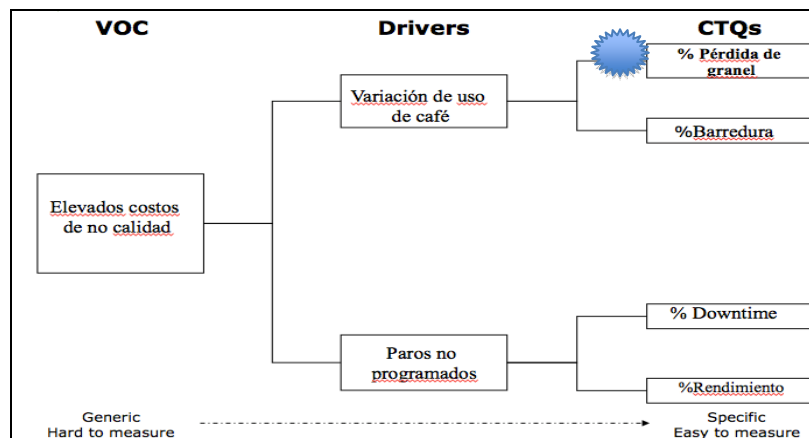 VOC
Drivers
CTQs
% Pérdida de
granel
Variación de uso
de café
%Barredura
Elevados costos
de no calidad
% Downtime
Paros no
programados
%Rendimiento
Generic
Hard to measure
Specific
Easy to measure